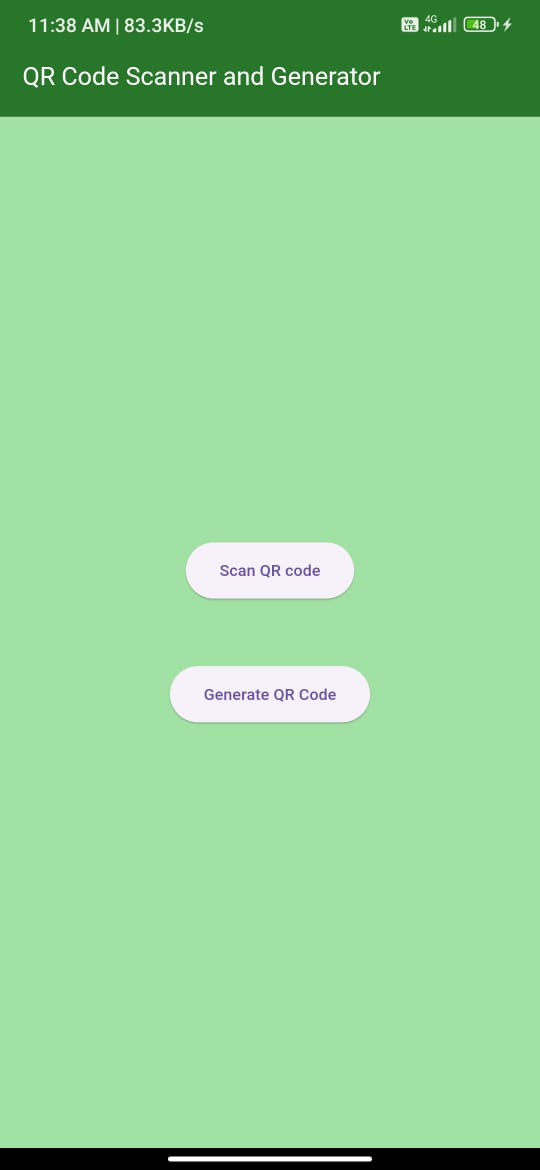 11:38 AM | 83.3KB/s Vo LTE 4G 48
QR Code Scanner and Generator
Scan QR code
Generate QR Code